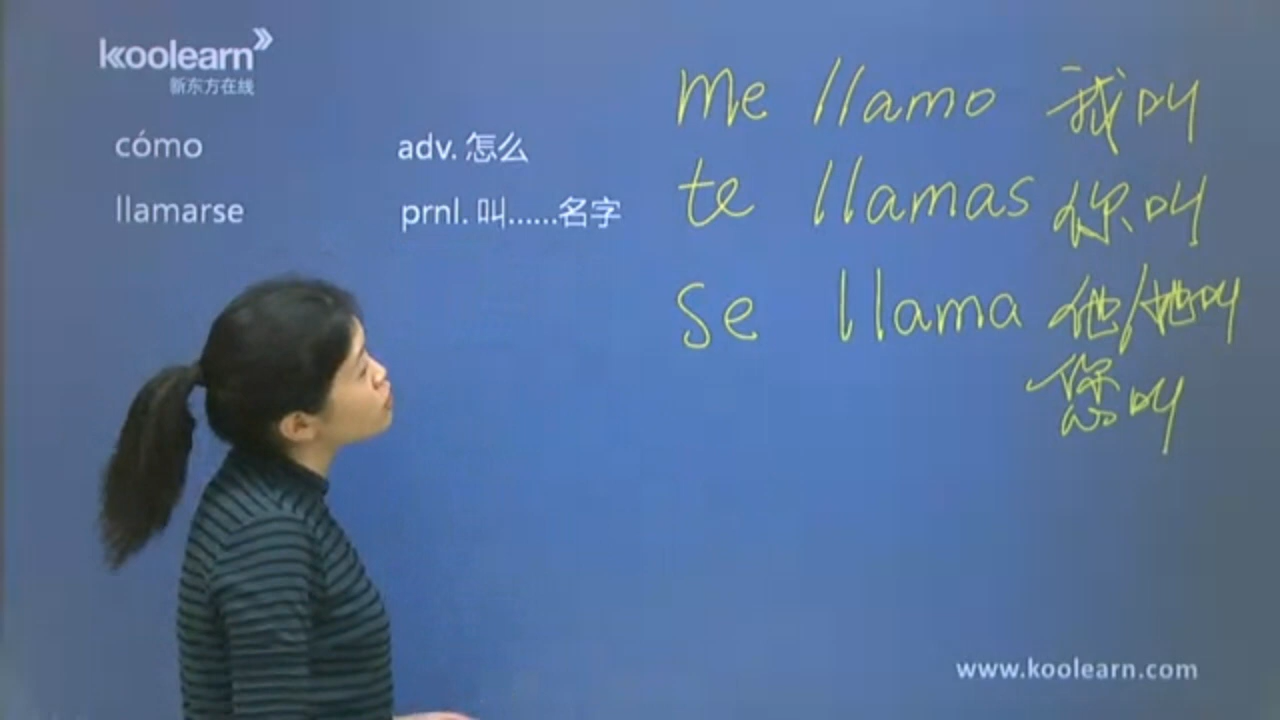 koolearn
新东方在线
cómo adv. 怎么
llamarse prnl. 叫……名字
me llamo 我叫
te llamas 你叫
se llama 他/她叫
您叫
www.koolearn.com